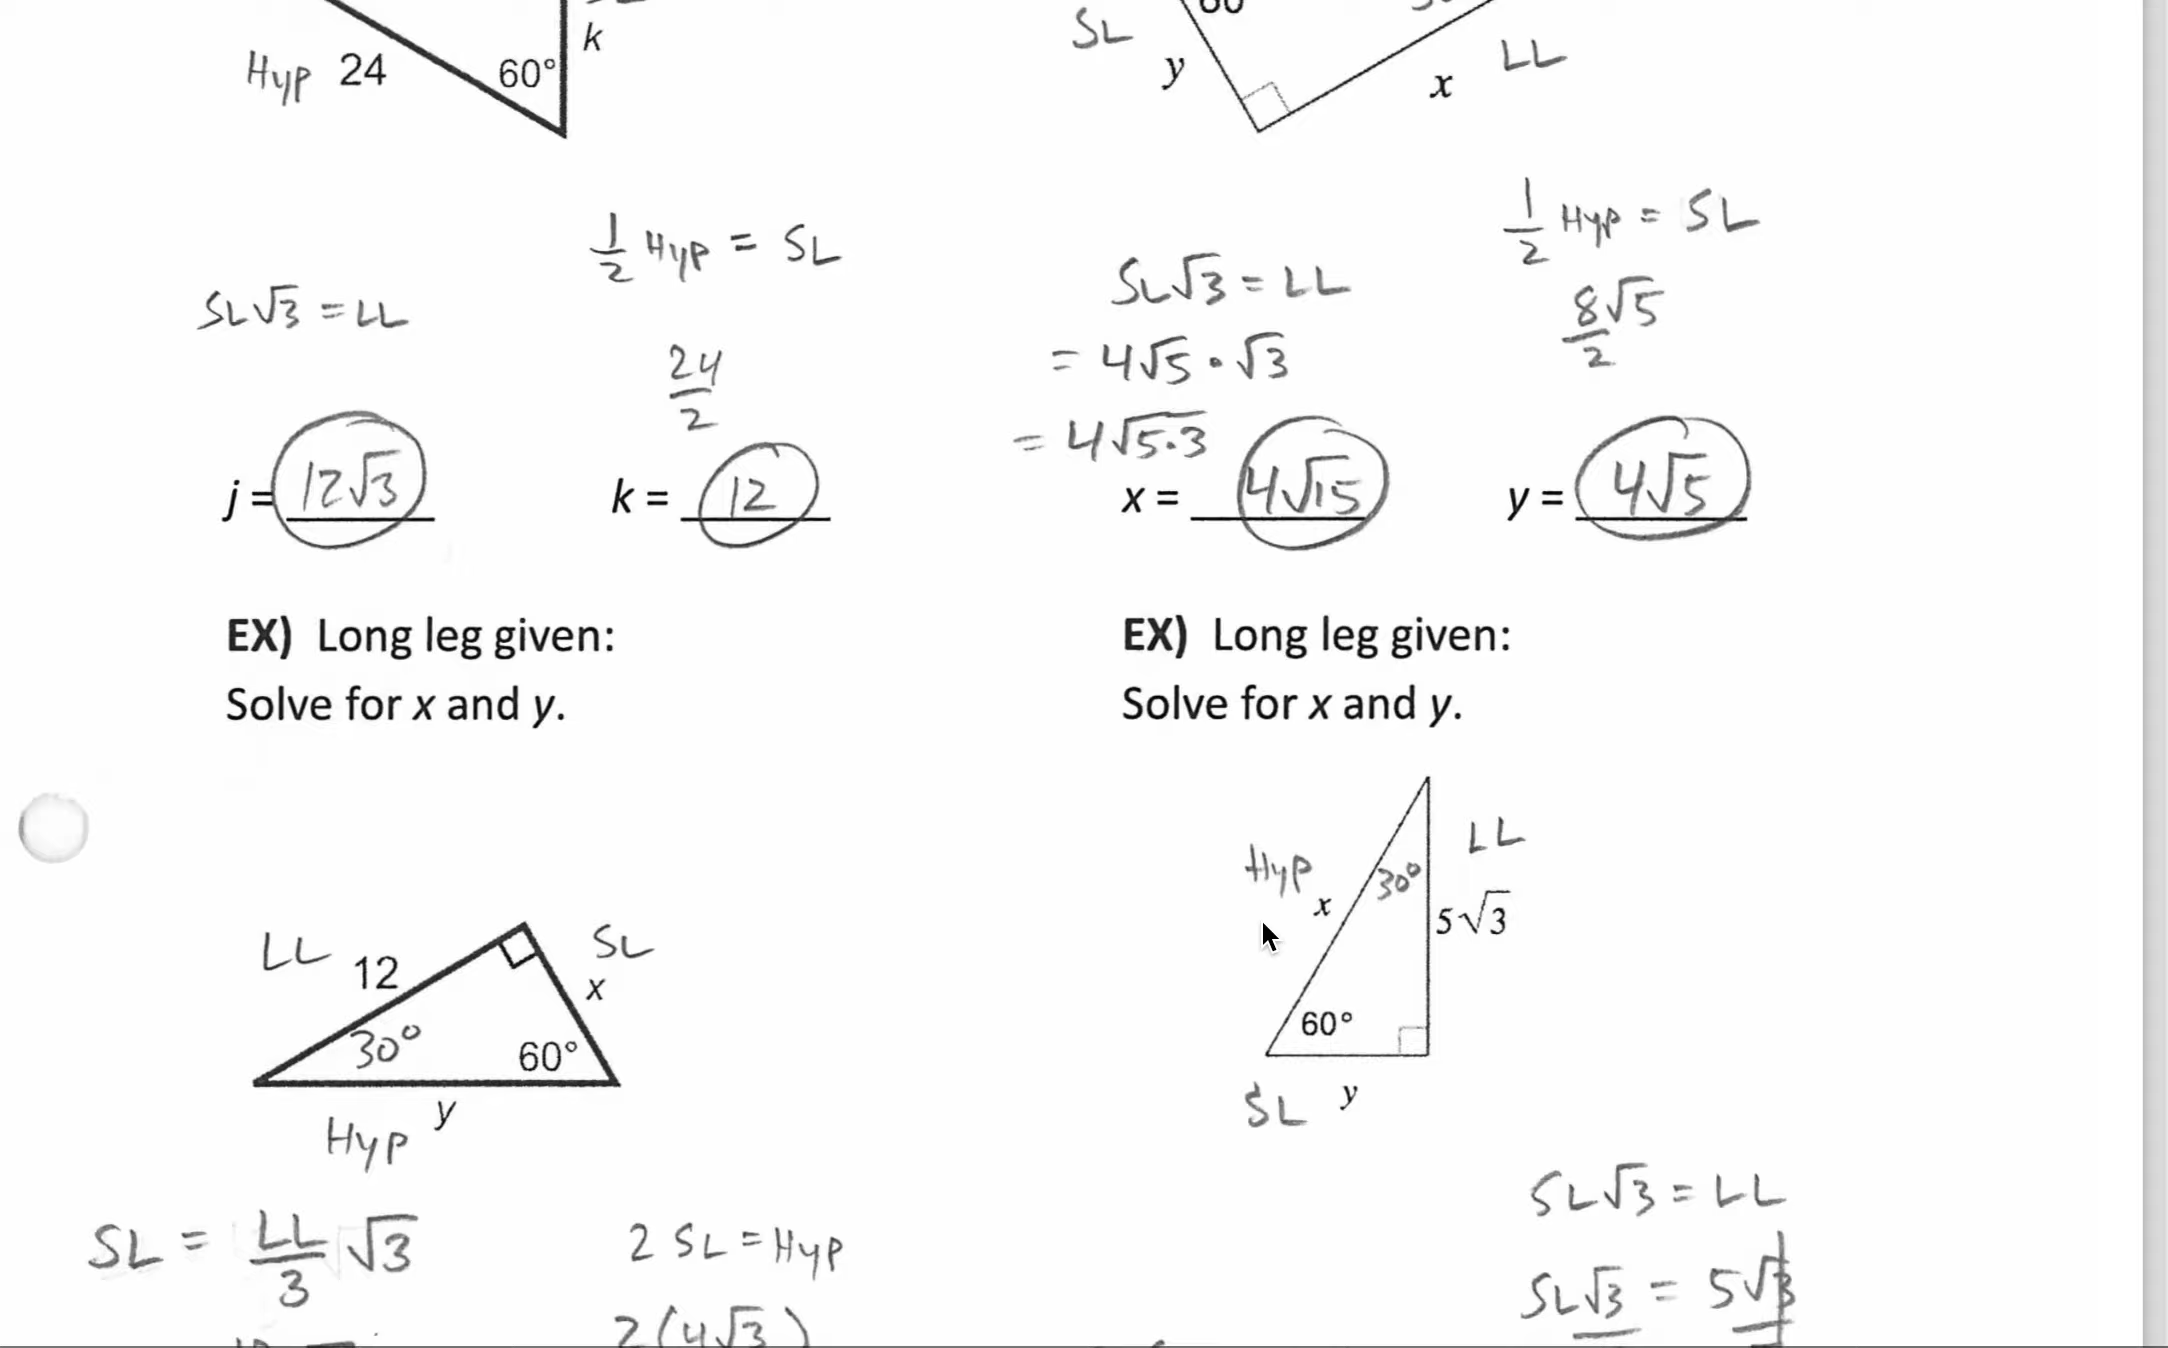 Hyp 24
60°
k
SL
y
x
LL
1/2 Hyp = SL
SL√3 = LL
24/2
j = 12√3
k = 12
1/2 Hyp = SL
8√5/2
SL√3 = LL
= 4√5 · √3
= 4√5·3
x = 4√15
y = 4√5
EX) Long leg given:
Solve for x and y.
LL
12
SL
x
30°
60°
y
Hyp
SL = LL/3 √3
2 SL = Hyp
2(4√3)
EX) Long leg given:
Solve for x and y.
Hyp
x
30°
LL
5√3
60°
SL y
SL√3 = LL
SL√3 = 5√3